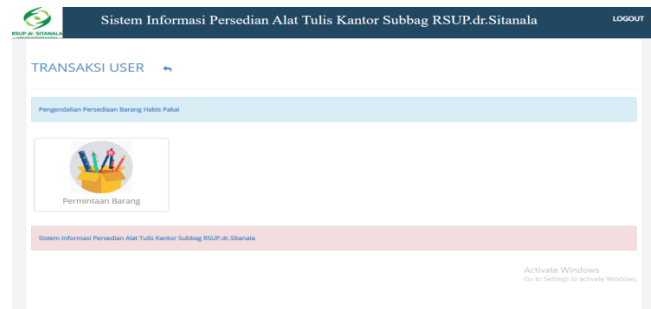 RSUP dr. SITANALA
Sistem Informasi Persedian Alat Tulis Kantor Subbag RSUP.dr.Sitanala
LOGOUT
TRANSAKSI USER
Pengendalian Persediaan Barang Habis Pakai
Permintaan Barang
Sistem Informasi Persedian Alat Tulis Kantor Subbag RSUP.dr.Sitanala
Activate Windows
Go to Settings to activate Windows.